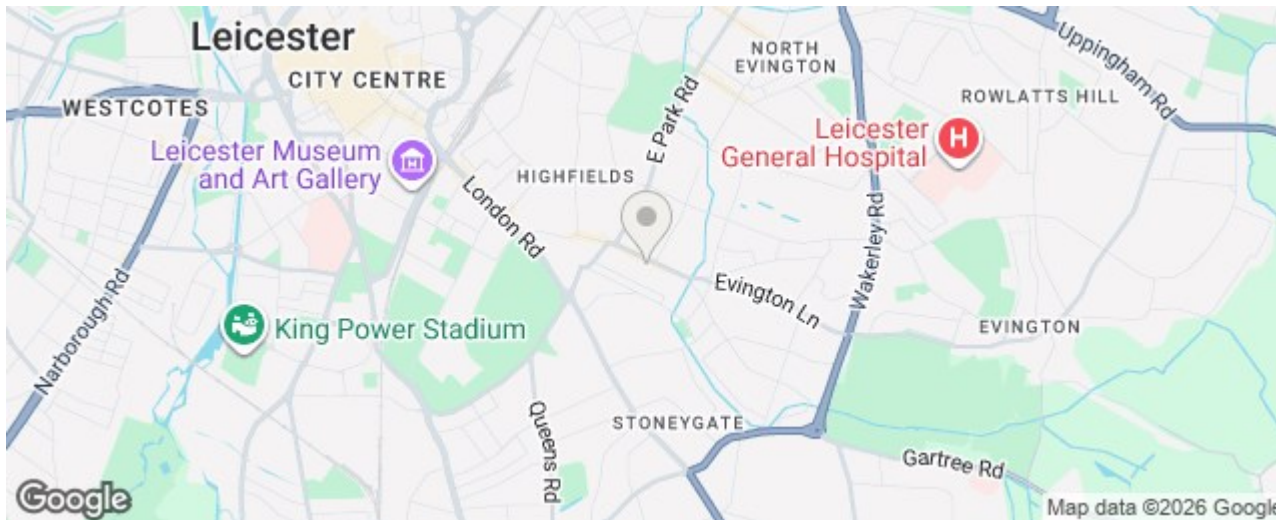 Leicester
CITY CENTRE
WESTCOTES
Leicester Museum
and Art Gallery
NORTH
EVINGTON
Uppingham Rd
ROWLATTS HILL
E Park Rd
Leicester
General Hospital
H
HIGHFIELDS
London Rd
Wakerley Rd
Narborough Rd
Evington Ln
King Power Stadium
EVINGTON
Queens Rd
STONEYGATE
Gartree Rd
Google
Map data ©2026 Google